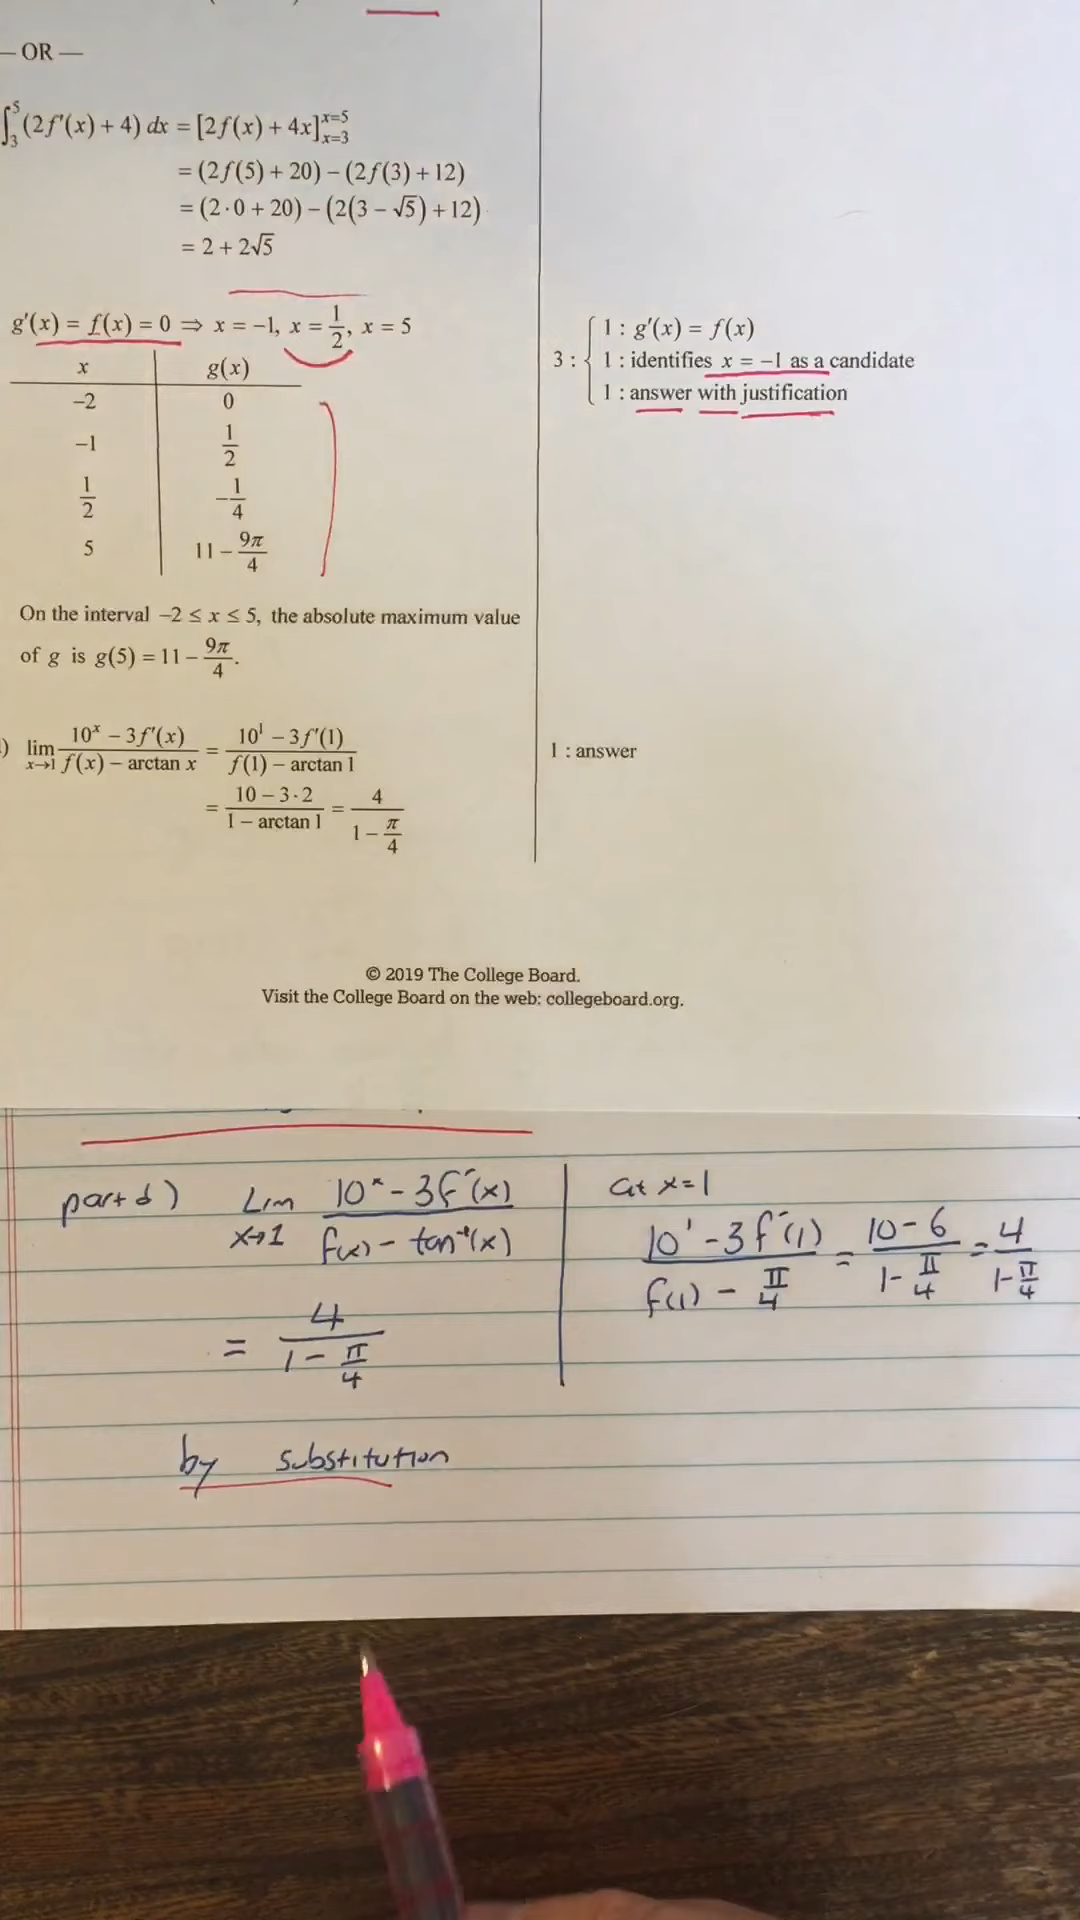 — OR —
∫₃⁵ (2f′(x) + 4) dx = [2f(x) + 4x]ₓ₌₃ˣ⁼⁵
= (2f(5) + 20) − (2f(3) + 12)
= (2·0 + 20) − (2(3 − √5) + 12)
= 2 + 2√5
g′(x) = f(x) = 0 ⇒ x = −1, x = 1/2, x = 5
x g(x)
−2 0
−1 1/2
1/2 −1/4
5 11 − 9π/4
On the interval −2 ≤ x ≤ 5, the absolute maximum value
of g is g(5) = 11 − 9π/4.
3 : { 1 : g′(x) = f(x)
1 : identifies x = −1 as a candidate
1 : answer with justification
) lim x→1 (10ˣ − 3f′(x))/(f(x) − arctan x) = (10¹ − 3f′(1))/(f(1) − arctan 1)
= (10 − 3·2)/(1 − arctan 1) = 4/(1 − π/4)
1 : answer
© 2019 The College Board.
Visit the College Board on the web: collegeboard.org.
part d) Lim x→1 (10ˣ − 3f′(x))/(f(x) − tan⁻¹(x))
= 4/(1 − π/4)
by substitution
at x=1
(10¹ − 3f′(1))/(f(1) − π/4) = (10 − 6)/(1 − π/4) = 4/(1 − π/4)